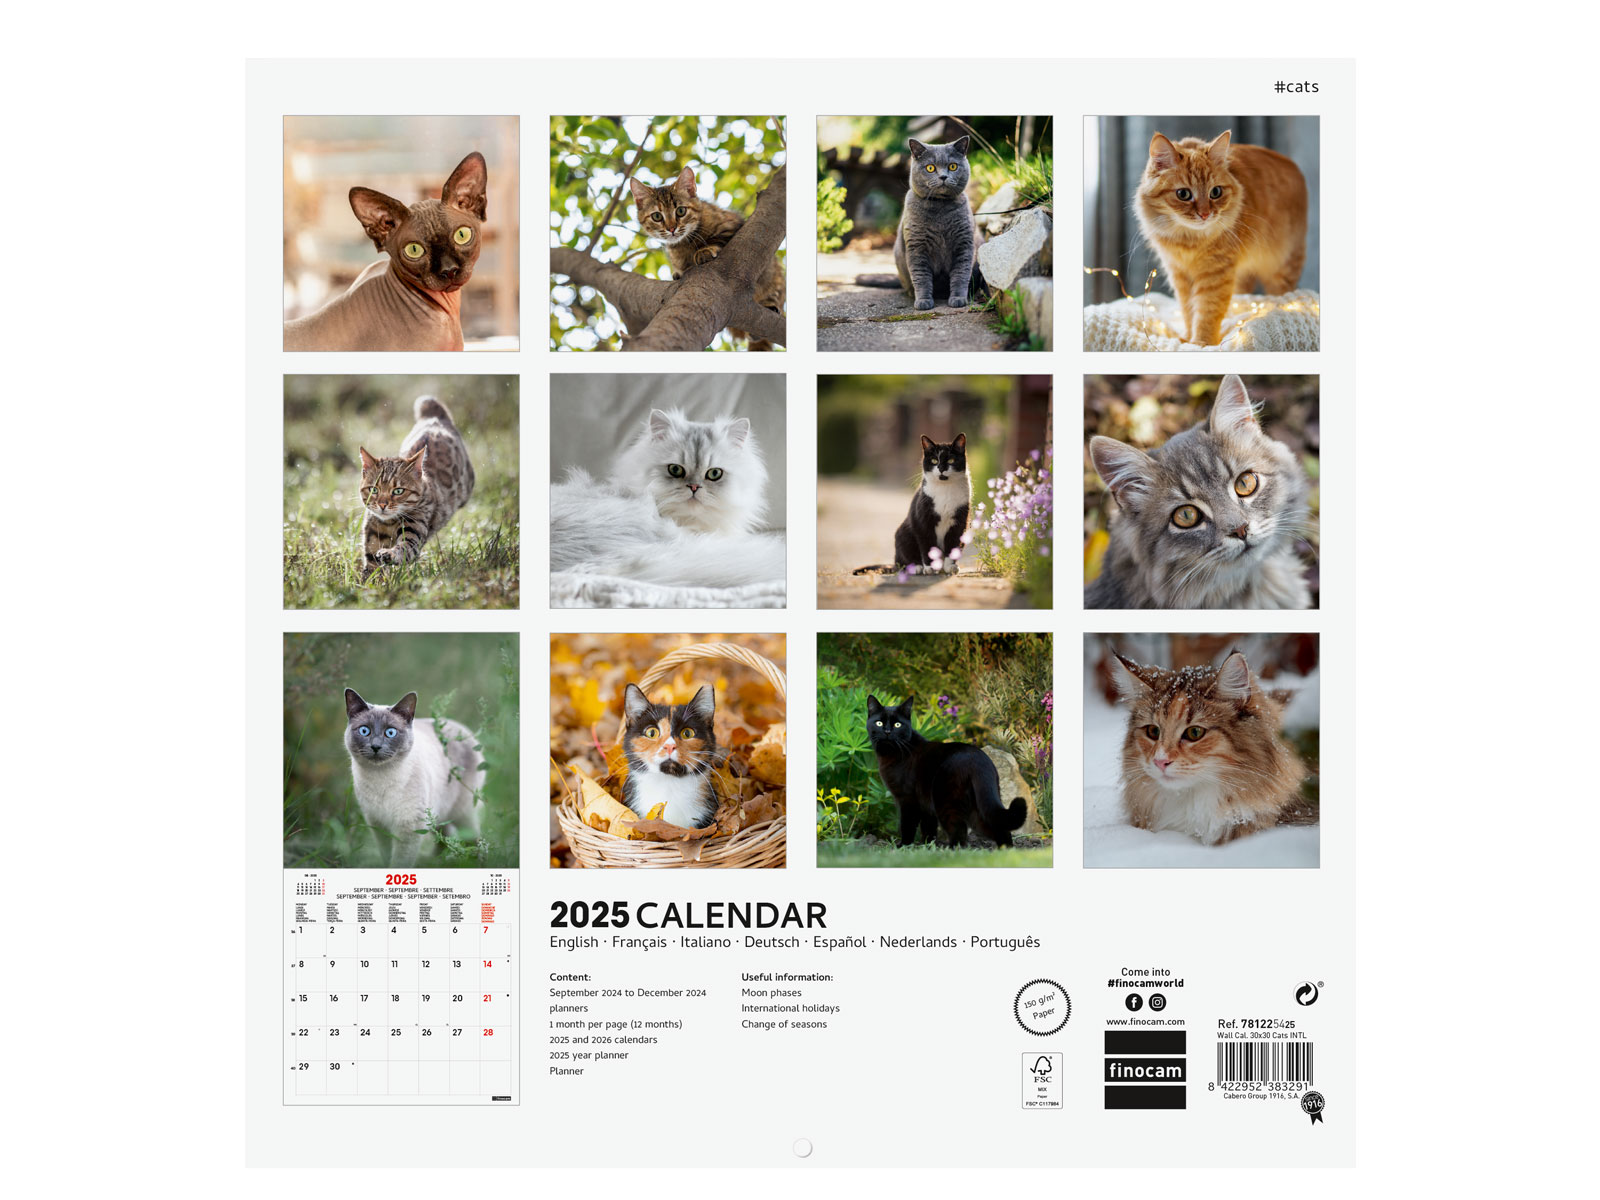 #cats
2025
SEPTEMBER · SEPTEMBRE · SETTEMBRE
SEPTEMBER · SEPTIEMBRE · SEPTEMBER · SETEMBRO
1 2 3 4 5 6 7
8 9 10 11 12 13 14
15 16 17 18 19 20 21
22 23 24 25 26 27 28
29 30
finocam
2025 CALENDAR
English · Français · Italiano · Deutsch · Español · Nederlands · Português
Content:
September 2024 to December 2024
planners
1 month per page (12 months)
2025 and 2026 calendars
2025 year planner
Planner
Useful information:
Moon phases
International holidays
Change of seasons
150 g/m²
Paper
FSC
MIX
Paper
FSC® C117894
Come into
#finocamworld
www.finocam.com
finocam
®
Ref. 781225425
Wall Cal. 30x30 Cats INTL
8 422952 383291
Cabero Group 1916, S.A.
1916